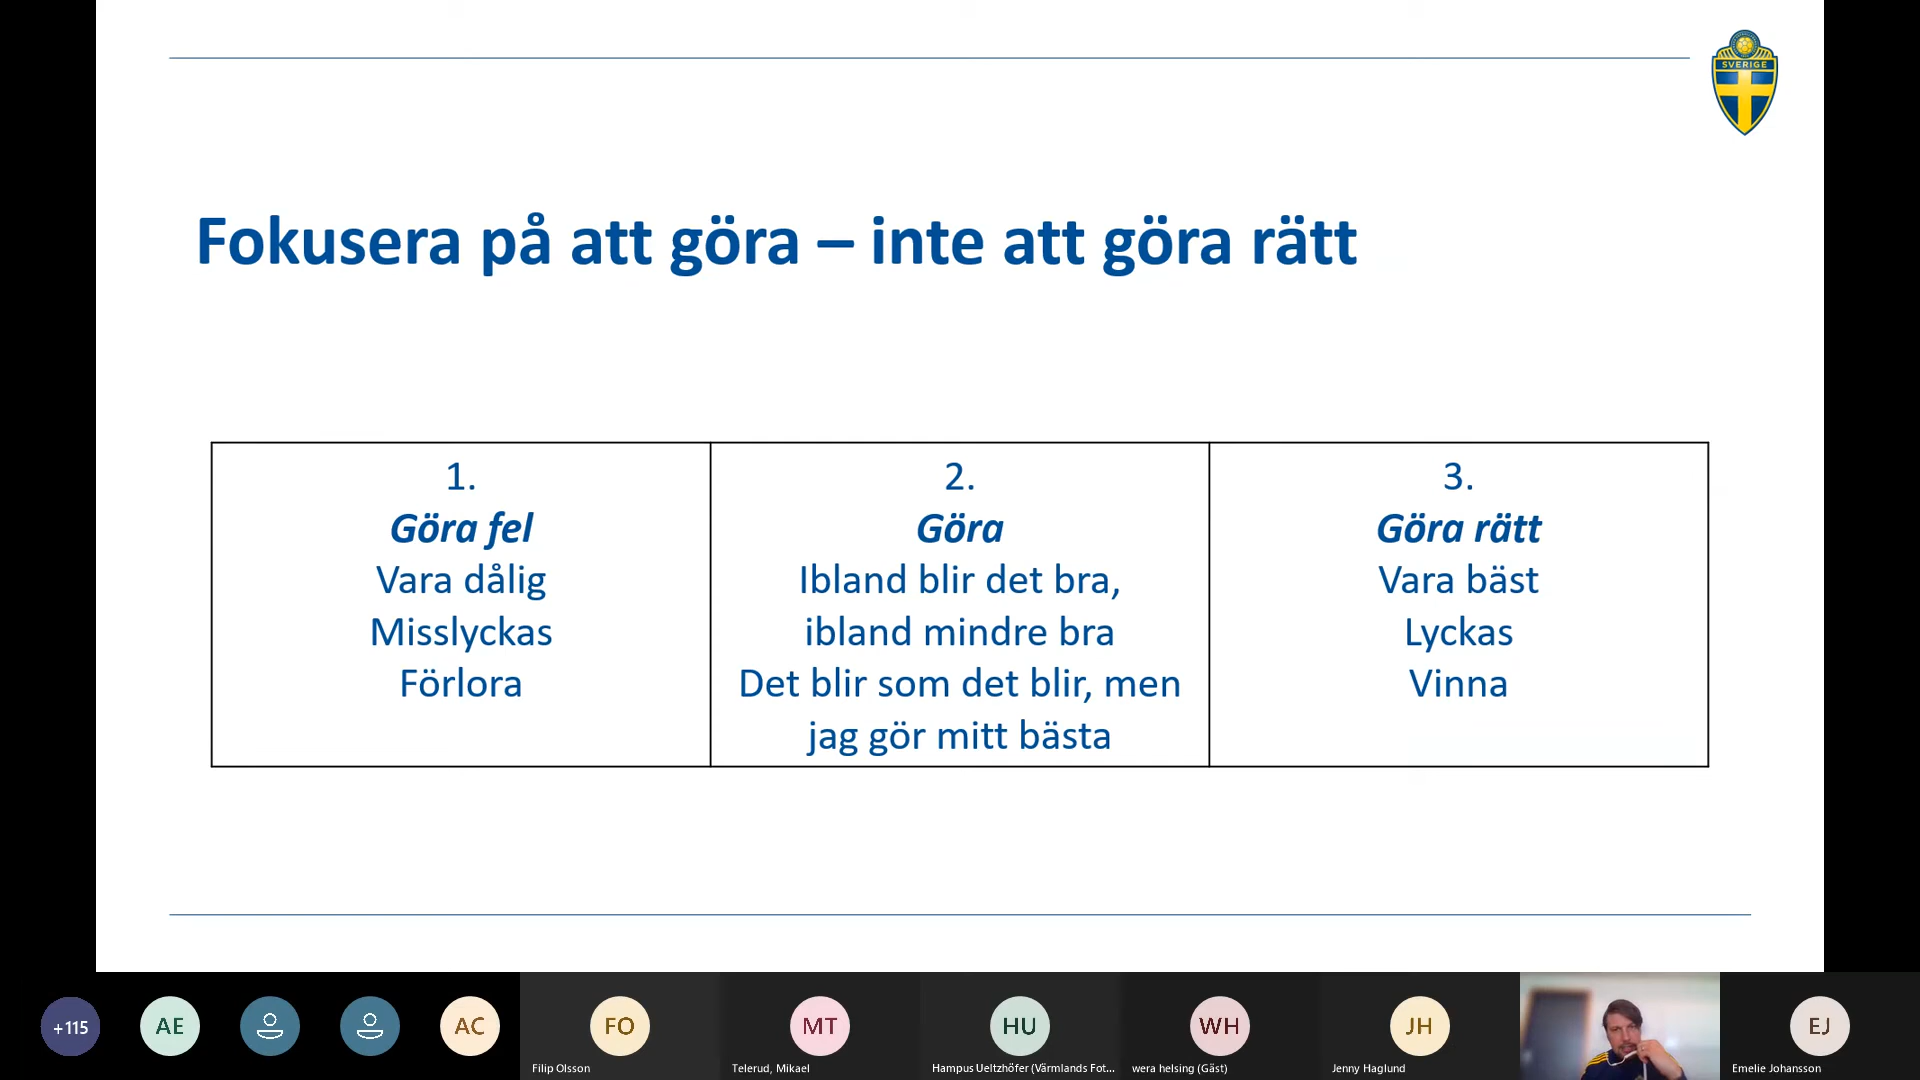 SVERIGE
Fokusera på att göra – inte att göra rätt
1.
Göra fel
Vara dålig
Misslyckas
Förlora
2.
Göra
Ibland blir det bra,
ibland mindre bra
Det blir som det blir, men
jag gör mitt bästa
3.
Göra rätt
Vara bäst
Lyckas
Vinna
+115
AE
AC
FO
Filip Olsson
MT
Telerud, Mikael
HU
Hampus Ueltzhöfer (Värmlands Fot...
WH
wera helsing (Gäst)
JH
Jenny Haglund
EJ
Emelie Johansson